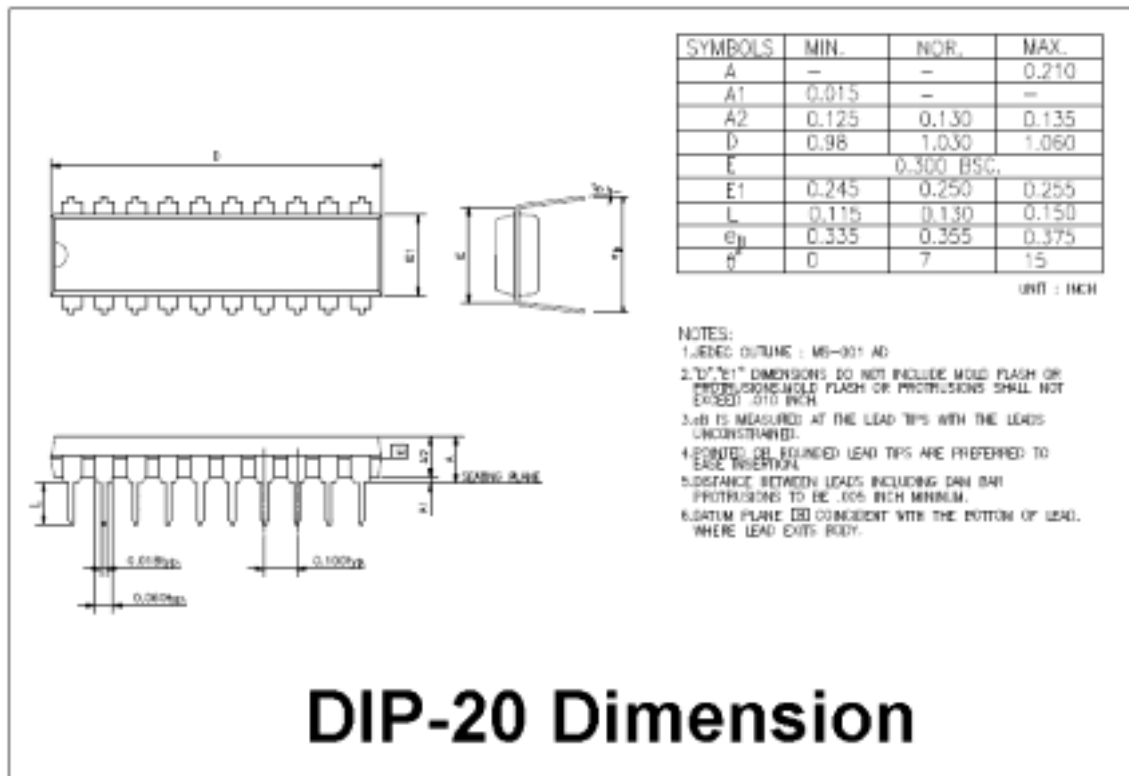 SYMBOLS MIN. NOR. MAX.
A - - 0.210
A1 0.015 - -
A2 0.125 0.130 0.135
D 0.98 1.030 1.060
E 0.300 BSC.
E1 0.245 0.250 0.255
L 0.115 0.130 0.150
eB 0.335 0.355 0.375
θ° 0 7 15
UNIT : INCH
D
E1
E
eB
NOTES:
1.JEDEC OUTLINE : MS-001 AD
2."D","E1" DIMENSIONS DO NOT INCLUDE MOLD FLASH OR
PROTRUSIONS.MOLD FLASH OR PROTRUSIONS SHALL NOT
EXCEED .010 INCH.
3.eB IS MEASURED AT THE LEAD TIPS WITH THE LEADS
UNCONSTRAINED.
4.POINTED OR ROUNDED LEAD TIPS ARE PREFERRED TO
EASE INSERTION.
5.DISTANCE BETWEEN LEADS INCLUDING DAN BAR
PROTRUSIONS TO BE .005 INCH MINIMUM.
6.DATUM PLANE H COINCIDENT WITH THE BOTTOM OF LEAD,
WHERE LEAD EXITS BODY.
A2
A
SEATING PLANE
A1
L
0.018typ.
0.100typ.
0.060typ.
DIP-20 Dimension